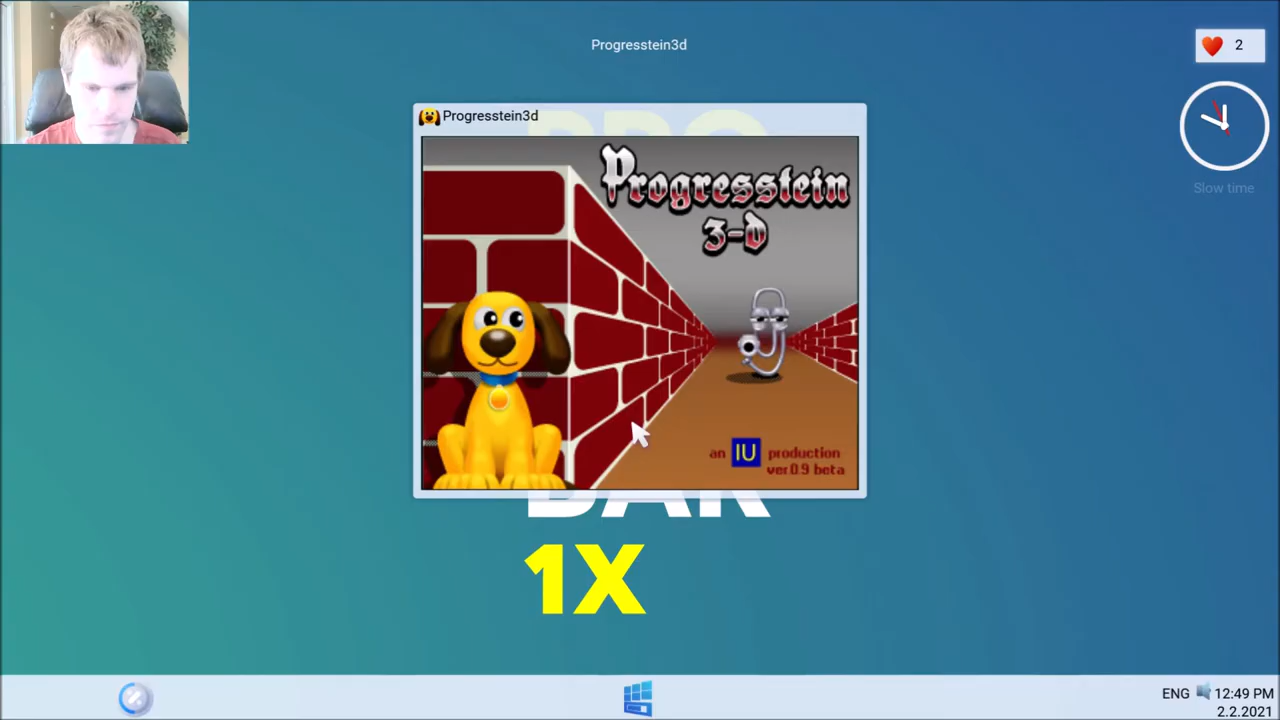 Progresstein3d
2
Slow time
Progresstein3d
Progresstein
3-D
an IU production
ver0.9 beta
BAR
1X
ENG 12:49 PM
2.2.2021